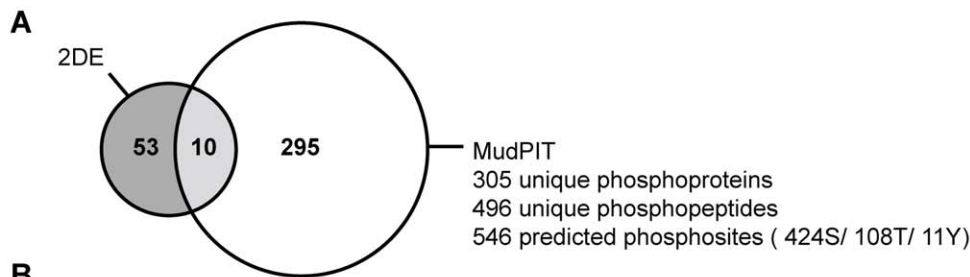 A
2DE
53 10 295
MudPIT
305 unique phosphoproteins
496 unique phosphopeptides
546 predicted phosphosites ( 424S/ 108T/ 11Y)
B